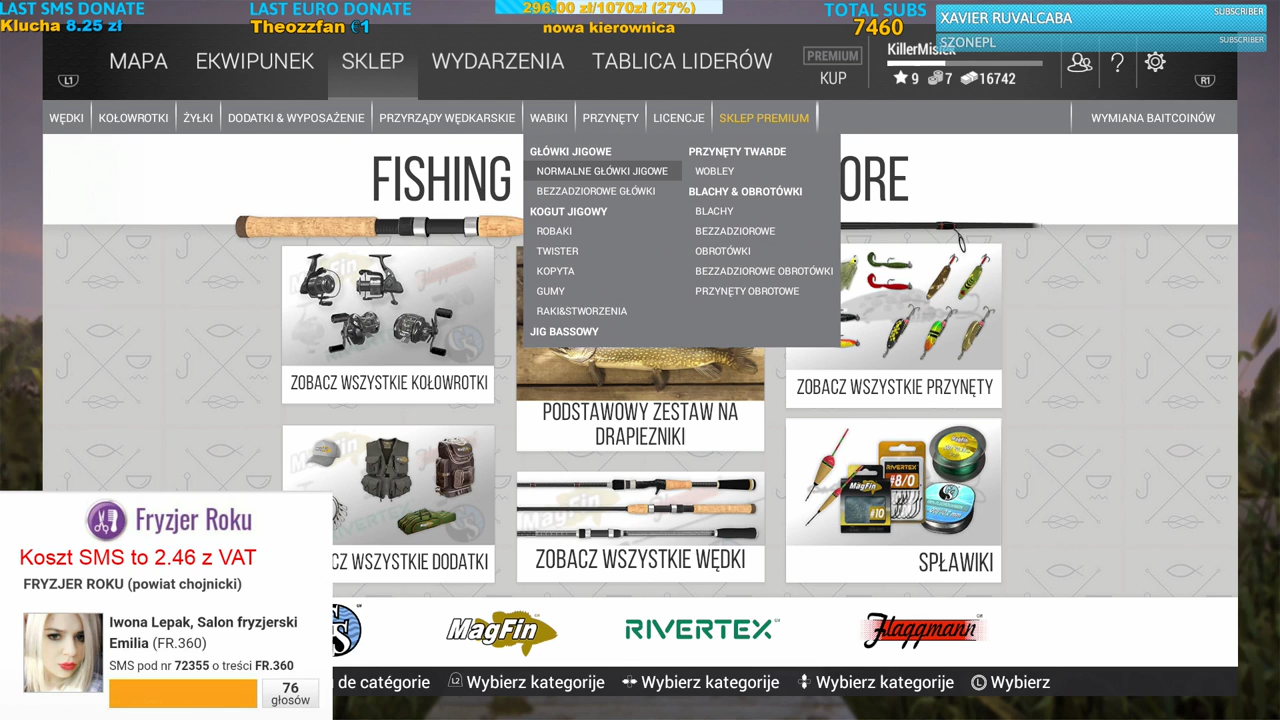 LAST SMS DONATE
Klucha 8.25 zł
LAST EURO DONATE
Theozzfan €1
296.00 zł/1070zł (27%)
nowa kierownica
TOTAL SUBS
7460
XAVIER RUVALCABA
SUBSCRIBER
SZONEPL
SUBSCRIBER
L1
MAPA
EKWIPUNEK
SKLEP
WYDARZENIA
TABLICA LIDERÓW
PREMIUM
KUP
9
7
16742
?
R1
WĘDKI
KOŁOWROTKI
ŻYŁKI
DODATKI & WYPOSAŻENIE
PRZYRZĄDY WĘDKARSKIE
WABIKI
PRZYNĘTY
LICENCJE
SKLEP PREMIUM
WYMIANA BAITCOINÓW
FISHING
ORE
GŁÓWKI JIGOWE
NORMALNE GŁÓWKI JIGOWE
BEZZADZIOROWE GŁÓWKI
KOGUT JIGOWY
ROBAKI
TWISTER
KOPYTA
GUMY
RAKI&STWORZENIA
JIG BASSOWY
PRZYNĘTY TWARDE
WOBLEY
BLACHY & OBROTÓWKI
BLACHY
BEZZADZIOROWE
OBROTÓWKI
BEZZADZIOROWE OBROTÓWKI
PRZYNĘTY OBROTOWE
ZOBACZ WSZYSTKIE KOŁOWROTKI
PODSTAWOWY ZESTAW NA
DRAPIEZNIKI
ZOBACZ WSZYSTKIE PRZYNĘTY
CZ WSZYSTKIE DODATKI
ZOBACZ WSZYSTKIE WĘDKI
MagFin
#10
RIVERTEX
#8/0
SPŁAWIKI
Fryzjer Roku
Koszt SMS to 2.46 z VAT
FRYZJER ROKU (powiat chojnicki)
Iwona Lepak, Salon fryzjerski
Emilia (FR.360)
SMS pod nr 72355 o treści FR.360
76
głosów
MagFin
RIVERTEX
Flaggmann
de catégorie
L2 Wybierz kategorije
Wybierz kategorije
Wybierz kategorije
L Wybierz